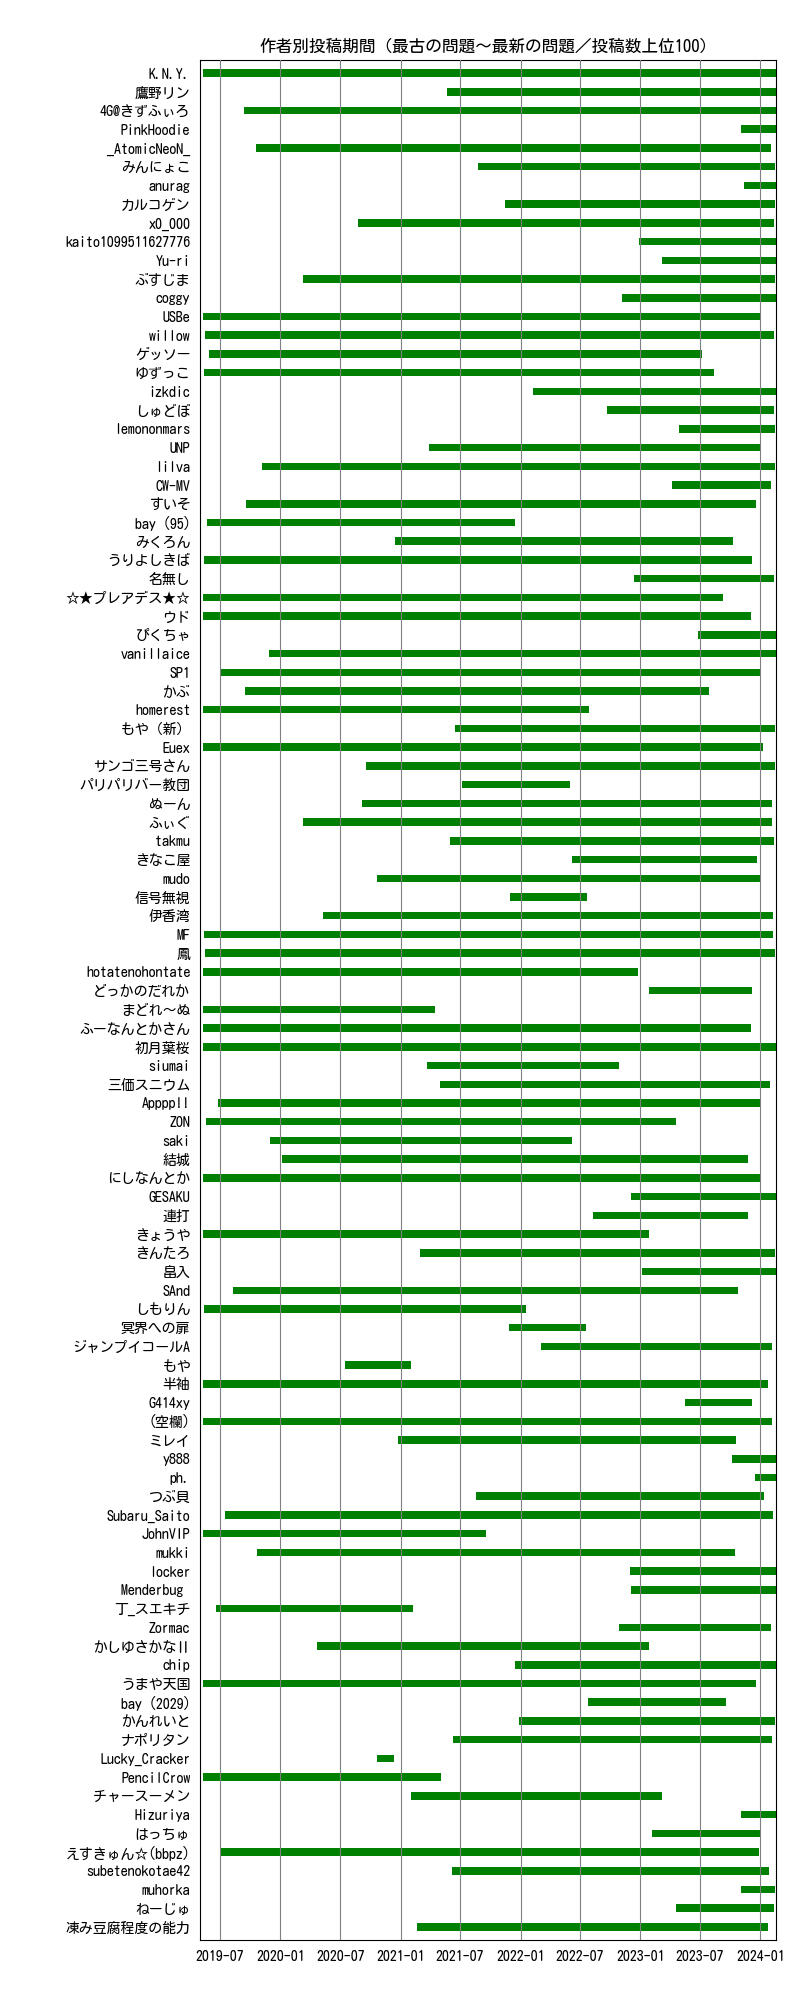 作者別投稿期間（最古の問題～最新の問題／投稿数上位100）
K.N.Y.
鷹野リン
4G@きずふぃろ
PinkHoodie
_AtomicNeoN_
みんにょこ
anurag
カルコゲン
x0_000
kaito1099511627776
Yu-ri
ぶすじま
coggy
USBe
willow
ゲッソー
ゆずっこ
izkdic
しゅどぼ
lemononmars
UNP
lilva
CW-MV
すいそ
bay (95)
みくろん
うりよしきば
名無し
☆★プレアデス★☆
ウド
ぴくちゃ
vanillaice
SP1
かぶ
homerest
もや（新）
Euex
サンゴ三号さん
パリパリバー教団
ぬーん
ふぃぐ
takmu
きなこ屋
mudo
信号無視
伊香湾
MF
鳳
hotatenohontate
どっかのだれか
まどれ～ぬ
ふーなんとかさん
初月葉桜
siumai
三価スニウム
Appppll
ZON
saki
結城
にしなんとか
GESAKU
連打
きょうや
きんたろ
畠入
SAnd
しもりん
冥界への扉
ジャンプイコールA
もや
半袖
G414xy
(空欄)
ミレイ
y888
ph.
つぶ貝
Subaru_Saito
JohnVIP
mukki
locker
Menderbug
丁_スエキチ
Zormac
かしゆさかなII
chip
うまや天国
bay (2029)
かんれいと
ナポリタン
Lucky_Cracker
PencilCrow
チャースーメン
Hizuriya
はっちゅ
えすきゅん☆(bbpz)
subetenokotae42
muhorka
ねーじゅ
凍み豆腐程度の能力
2019-07 2020-01 2020-07 2021-01 2021-07 2022-01 2022-07 2023-01 2023-07 2024-01